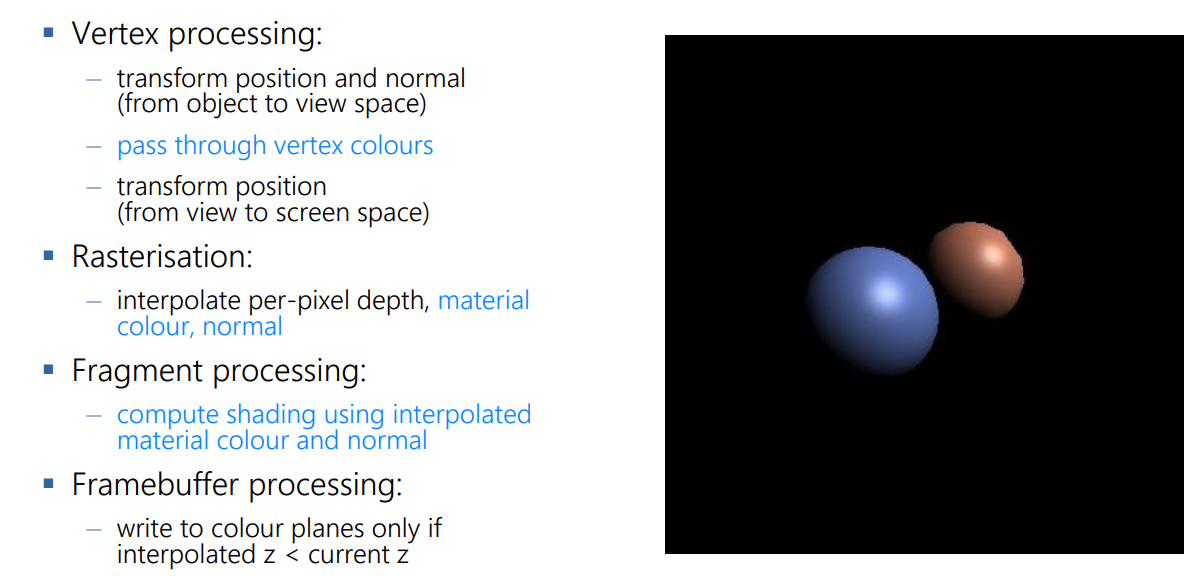 ▪ Vertex processing:
– transform position and normal
(from object to view space)
– pass through vertex colours
– transform position
(from view to screen space)
▪ Rasterisation:
– interpolate per-pixel depth, material
colour, normal
▪ Fragment processing:
– compute shading using interpolated
material colour and normal
▪ Framebuffer processing:
– write to colour planes only if
interpolated z < current z